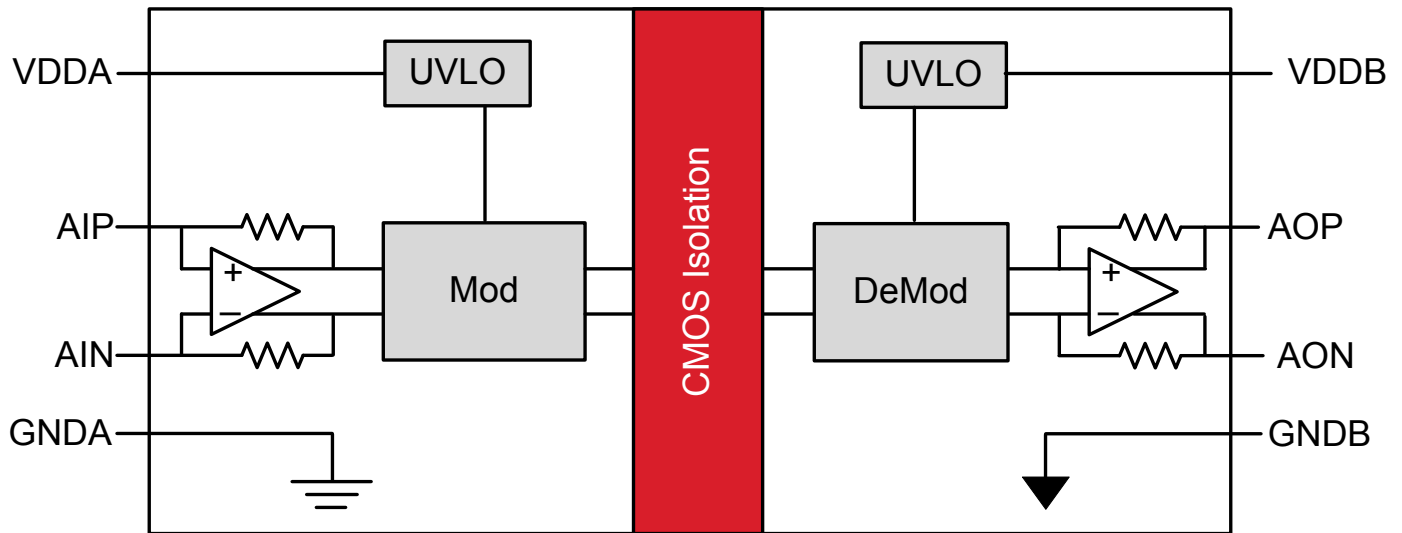 VDDA
UVLO
UVLO
VDDB
AIP
AOP
+
+
Mod
CMOS Isolation
DeMod
−
−
AIN
AON
GNDA
GNDB